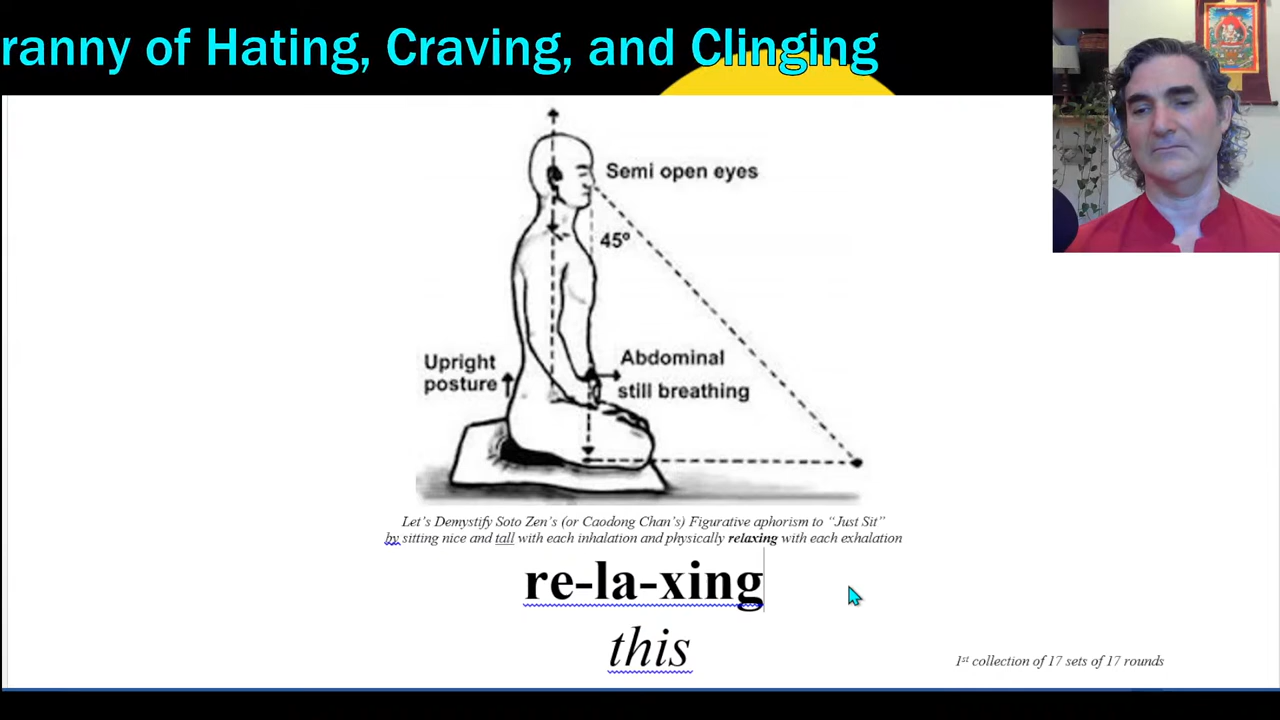 ranny of Hating, Craving, and Clinging
Semi open eyes
45º
Upright
posture
Abdominal
still breathing
Let's Demystify Soto Zen's (or Caodong Chan's) Figurative aphorism to “Just Sit”
by sitting nice and tall with each inhalation and physically relaxing with each exhalation
re-la-xing
this
1st collection of 17 sets of 17 rounds